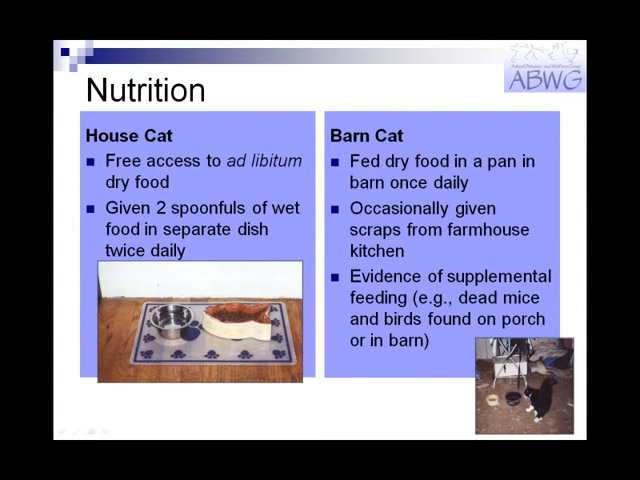 ABWG
Nutrition
House Cat
Free access to ad libitum
dry food
Given 2 spoonfuls of wet
food in separate dish
twice daily
Barn Cat
Fed dry food in a pan in
barn once daily
Occasionally given
scraps from farmhouse
kitchen
Evidence of supplemental
feeding (e.g., dead mice
and birds found on porch
or in barn)